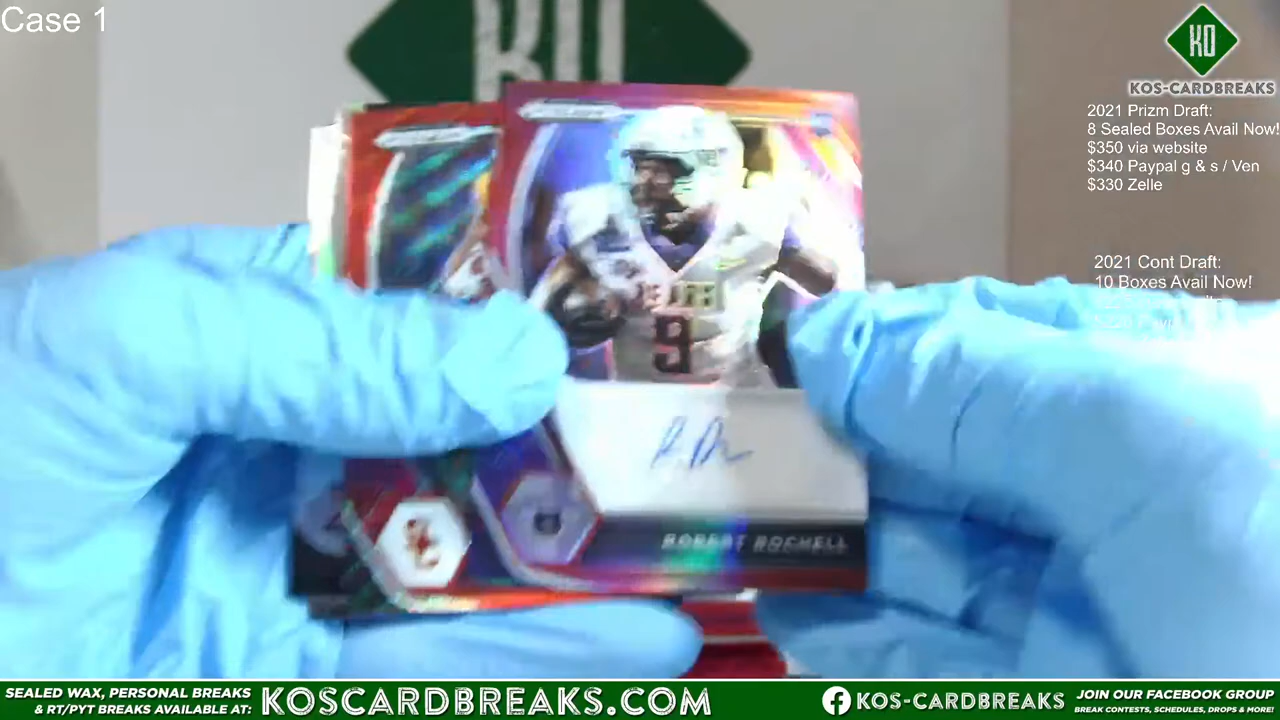 Case 1
KO
KO
KOS-CARDBREAKS
2021 Prizm Draft:
8 Sealed Boxes Avail Now!
$350 via website
$340 Paypal g & s / Ven
$330 Zelle
2021 Cont Draft:
10 Boxes Avail Now!
9
ROBERT ROCHELL
SEALED WAX, PERSONAL BREAKS
& RT/PYT BREAKS AVAILABLE AT:
KOSCARDBREAKS.COM
KOS-CARDBREAKS
JOIN OUR FACEBOOK GROUP
BREAK CONTESTS, SCHEDULES, DROPS & MORE!